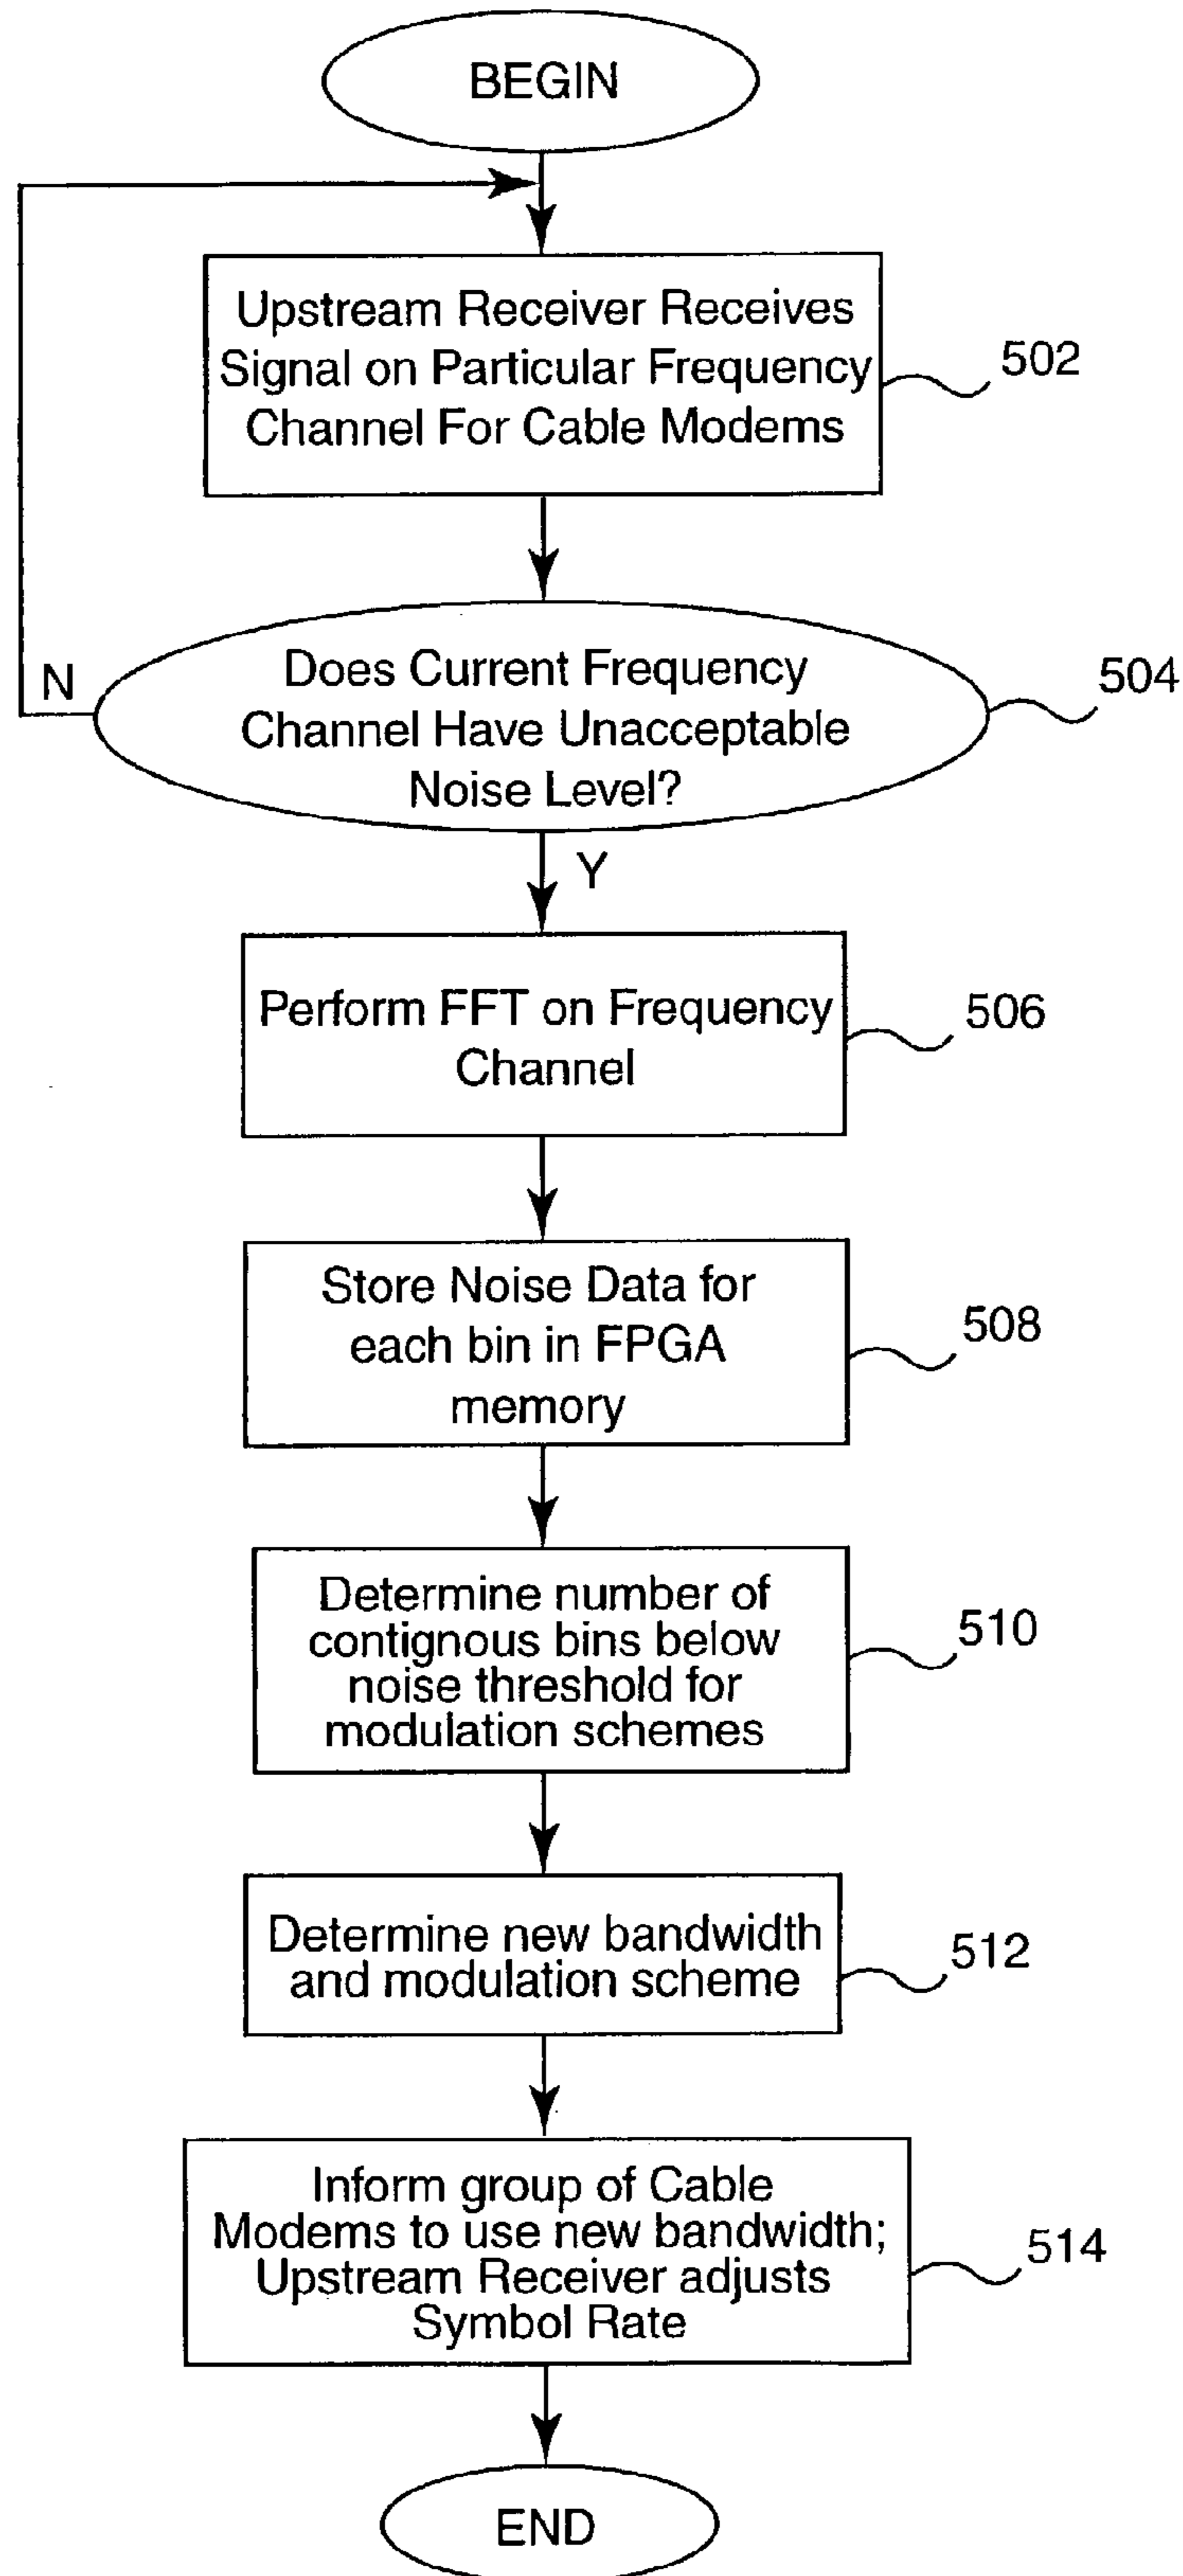 BEGIN
Upstream Receiver Receives
Signal on Particular Frequency
Channel For Cable Modems
502
Does Current Frequency
Channel Have Unacceptable
Noise Level?
504
N
Y
Perform FFT on Frequency
Channel
506
Store Noise Data for
each bin in FPGA
memory
508
Determine number of
contignous bins below
noise threshold for
modulation schemes
510
Determine new bandwidth
and modulation scheme
512
Inform group of Cable
Modems to use new bandwidth;
Upstream Receiver adjusts
Symbol Rate
514
END